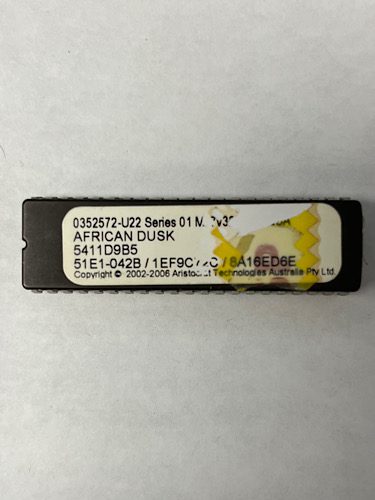 0352572-U22 Series 01
AFRICAN DUSK
5411D9B5
51E1-042B / / 8A16ED6E
Copyright © 2002-2006 Technologies Australia Pty Ltd.